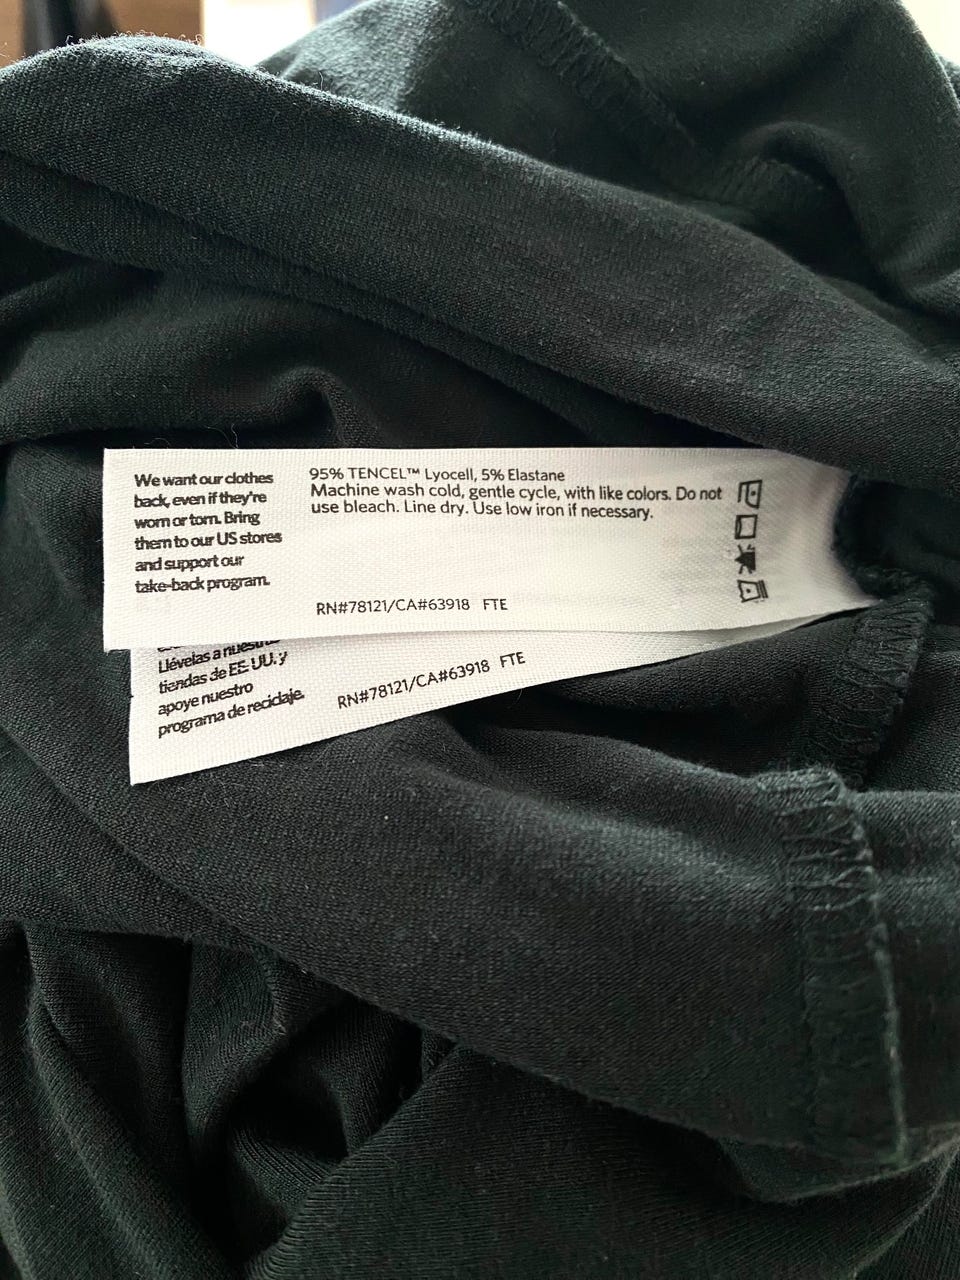 We want our clothes
back, even if they're
worn or torn. Bring
them to our US stores
and support our
take-back program.
95% TENCEL™ Lyocell, 5% Elastane
Machine wash cold, gentle cycle, with like colors. Do not
use bleach. Line dry. Use low iron if necessary.
RN#78121/CA#63918 FTE
Llévelas a nuestras
tiendas de EE. UU. y
apoye nuestro
programa de reciclaje.
RN#78121/CA#63918 FTE